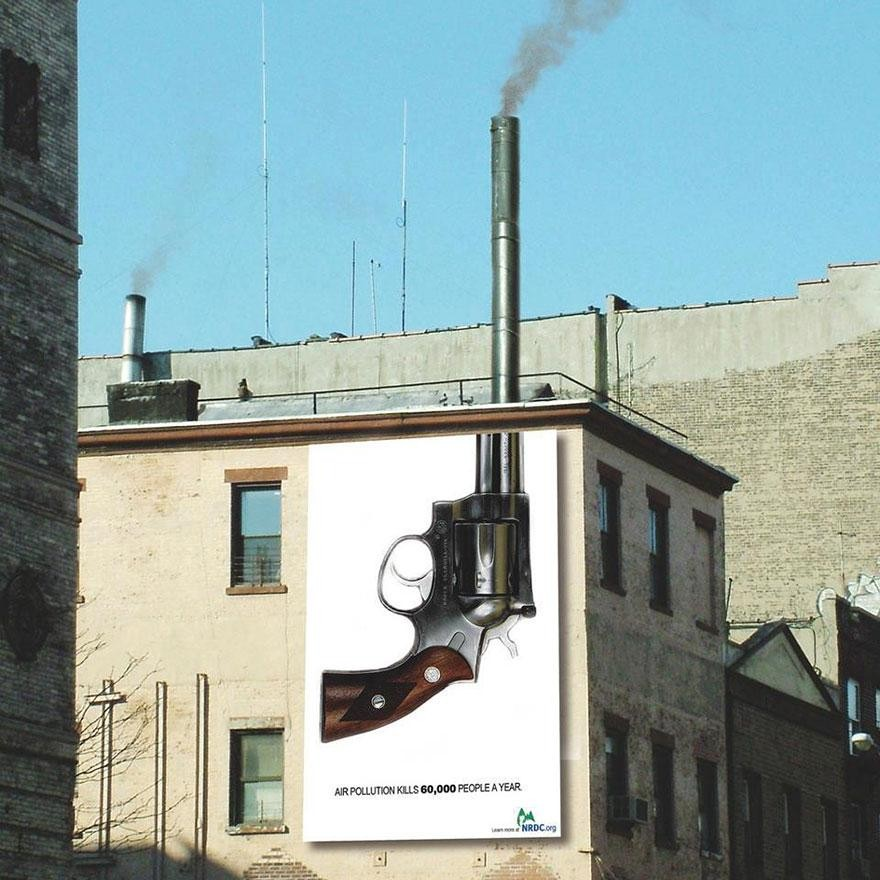 AIR POLLUTION KILLS 60,000 PEOPLE A YEAR.
Learn more at NRDC.org